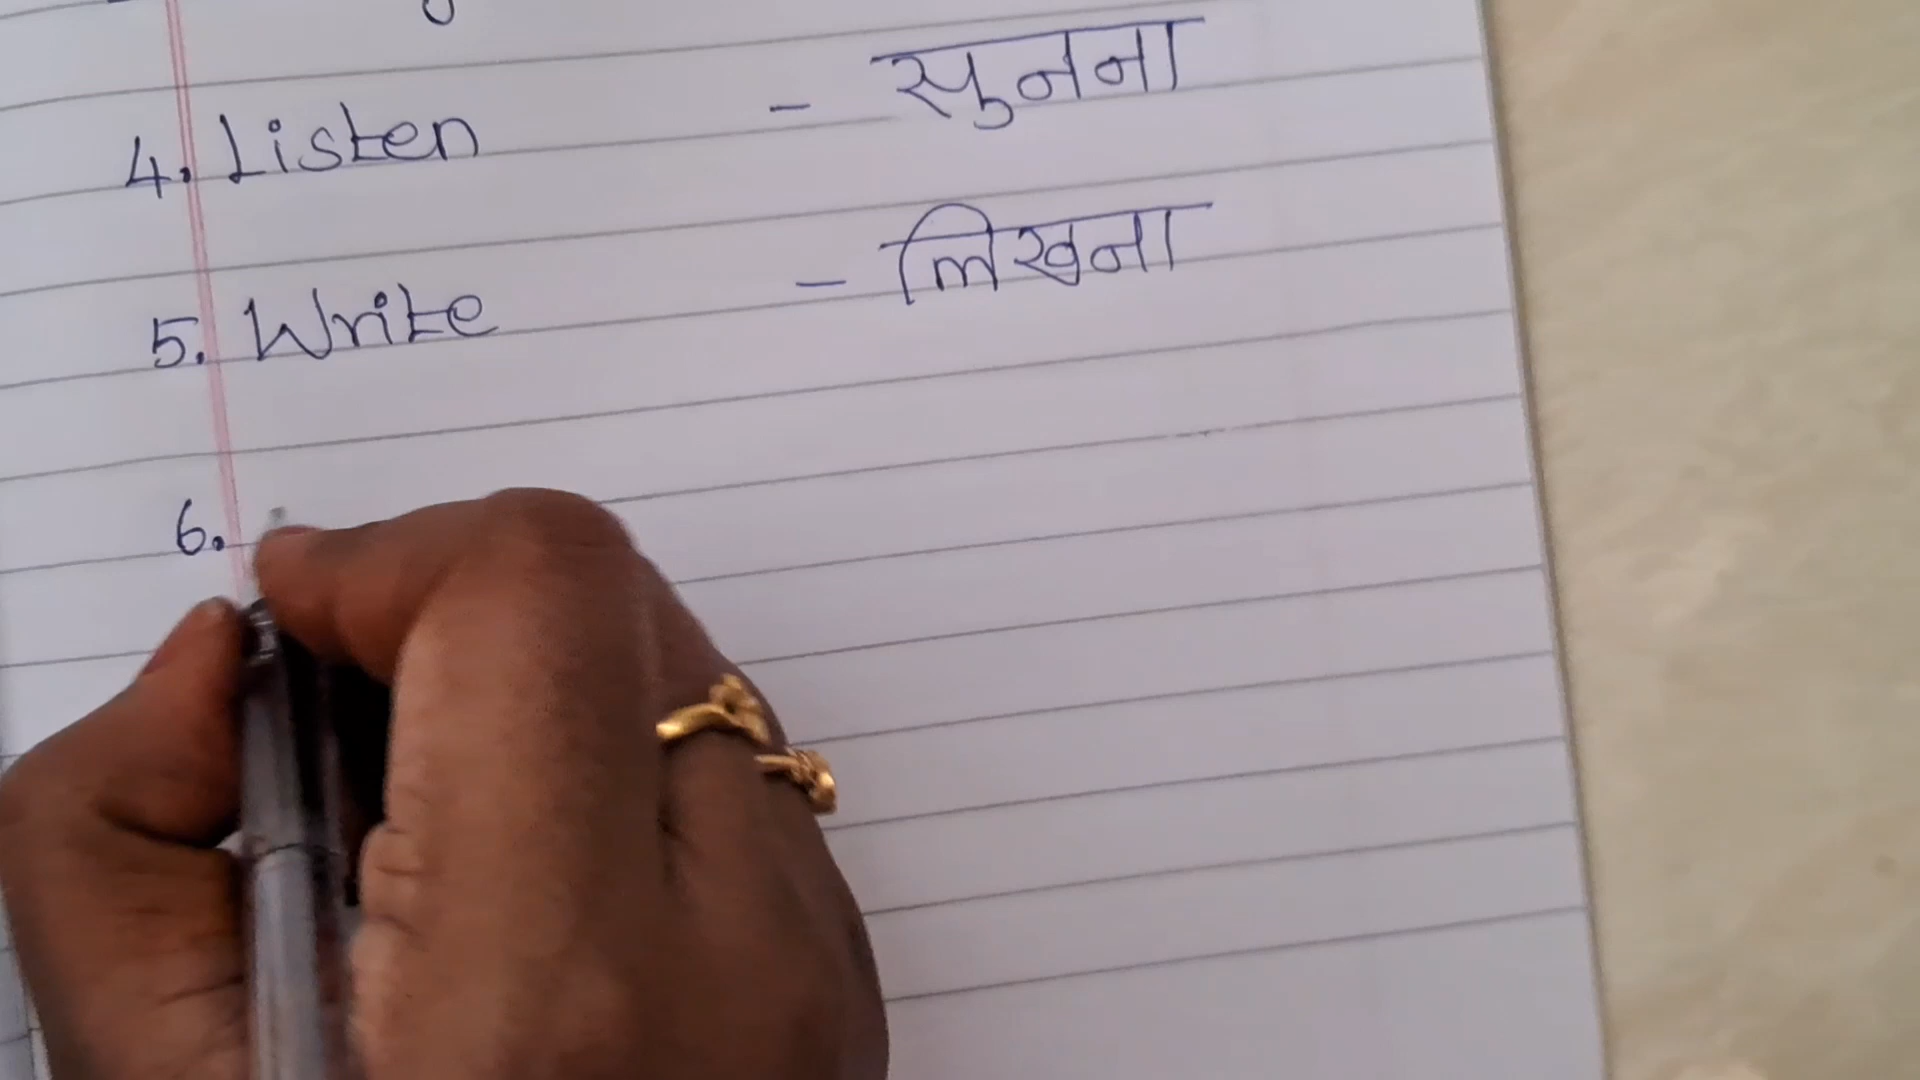 4. Listen - सुनना
5. Write - लिखना
6.